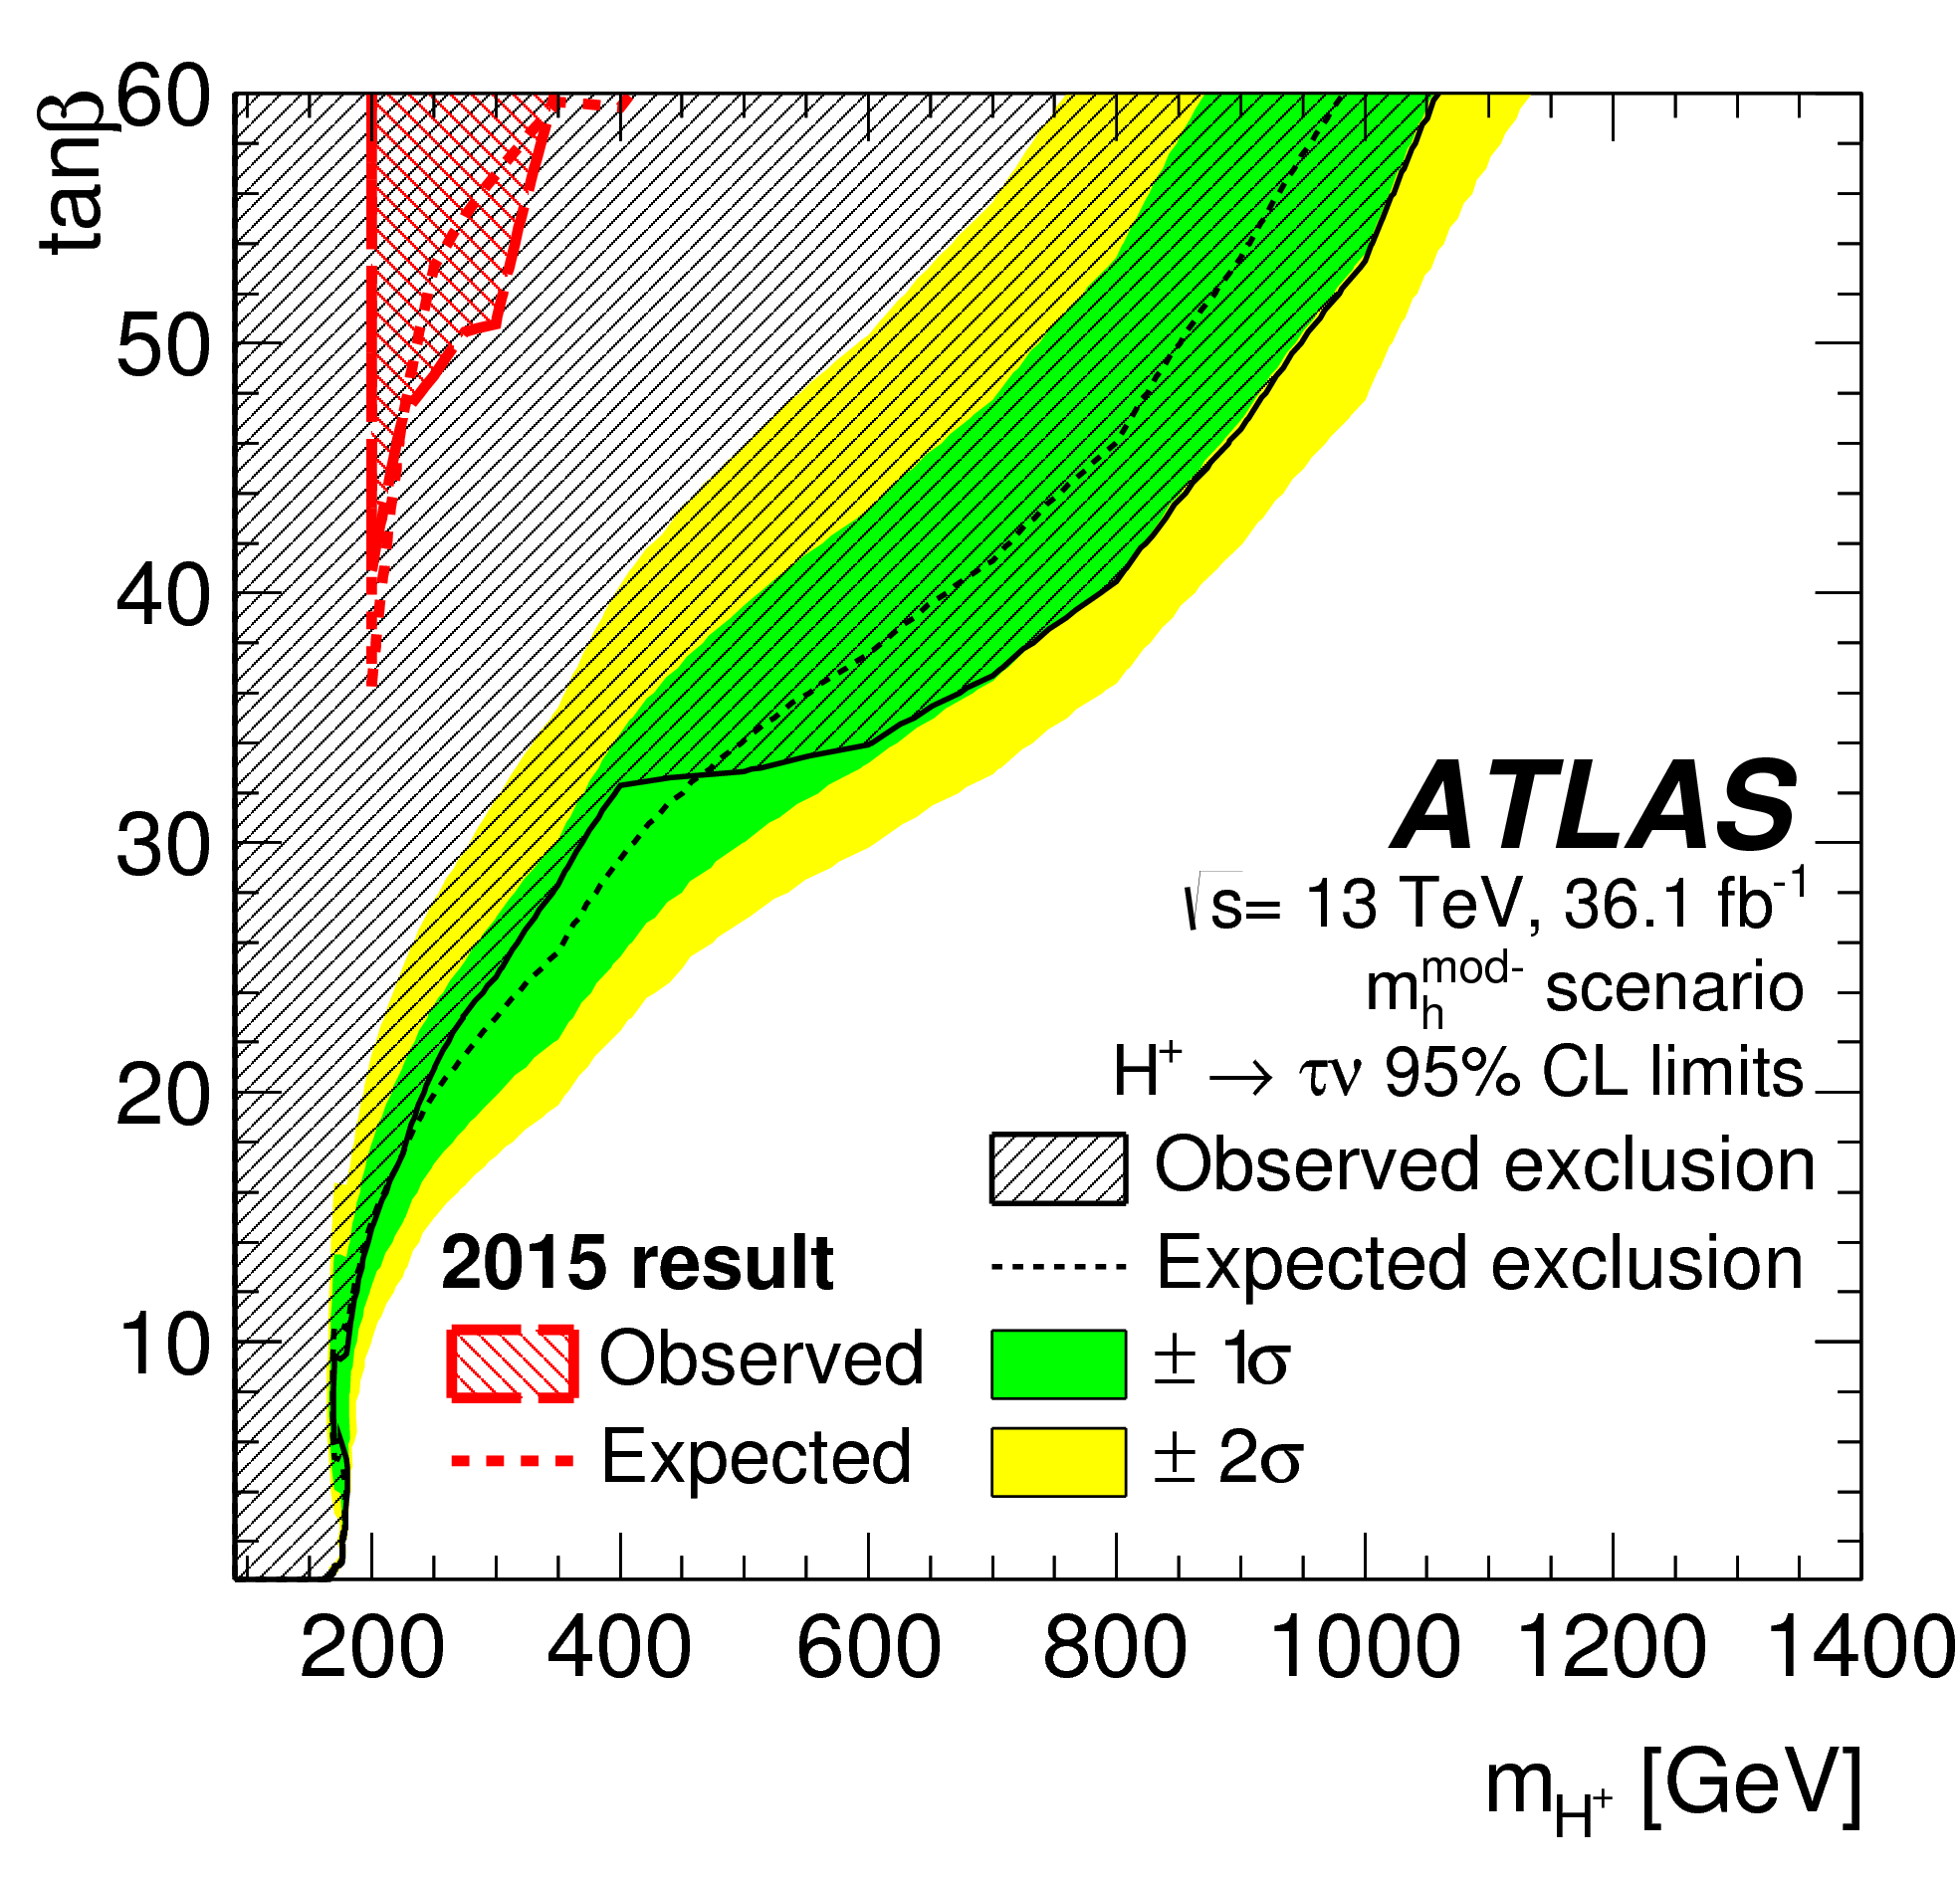 tanβ
60
50
40
30
20
10
ATLAS
√s= 13 TeV, 36.1 fb⁻¹
m_h^mod- scenario
H⁺ → τν 95% CL limits
Observed exclusion
Expected exclusion
± 1σ
± 2σ
2015 result
Observed
Expected
200 400 600 800 1000 1200 1400
m_H⁺ [GeV]